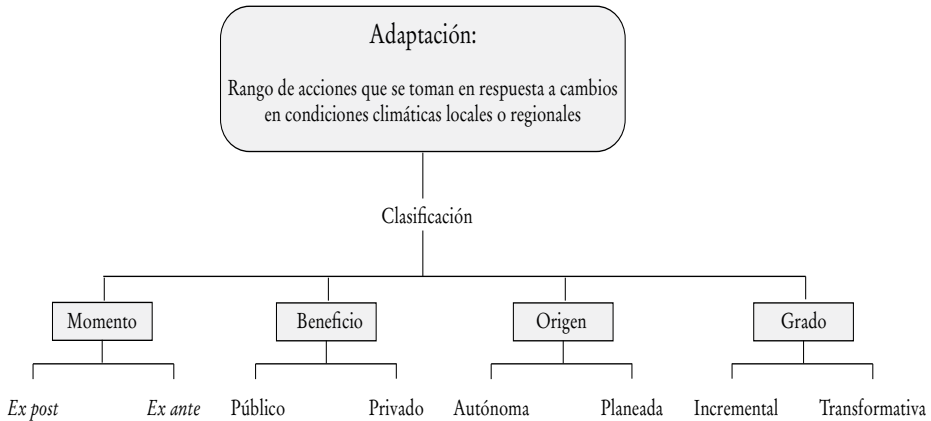 Adaptación:
Rango de acciones que se toman en respuesta a cambios
en condiciones climáticas locales o regionales
Clasificación
Momento
Beneficio
Origen
Grado
Ex post
Ex ante
Público
Privado
Autónoma
Planeada
Incremental
Transformativa